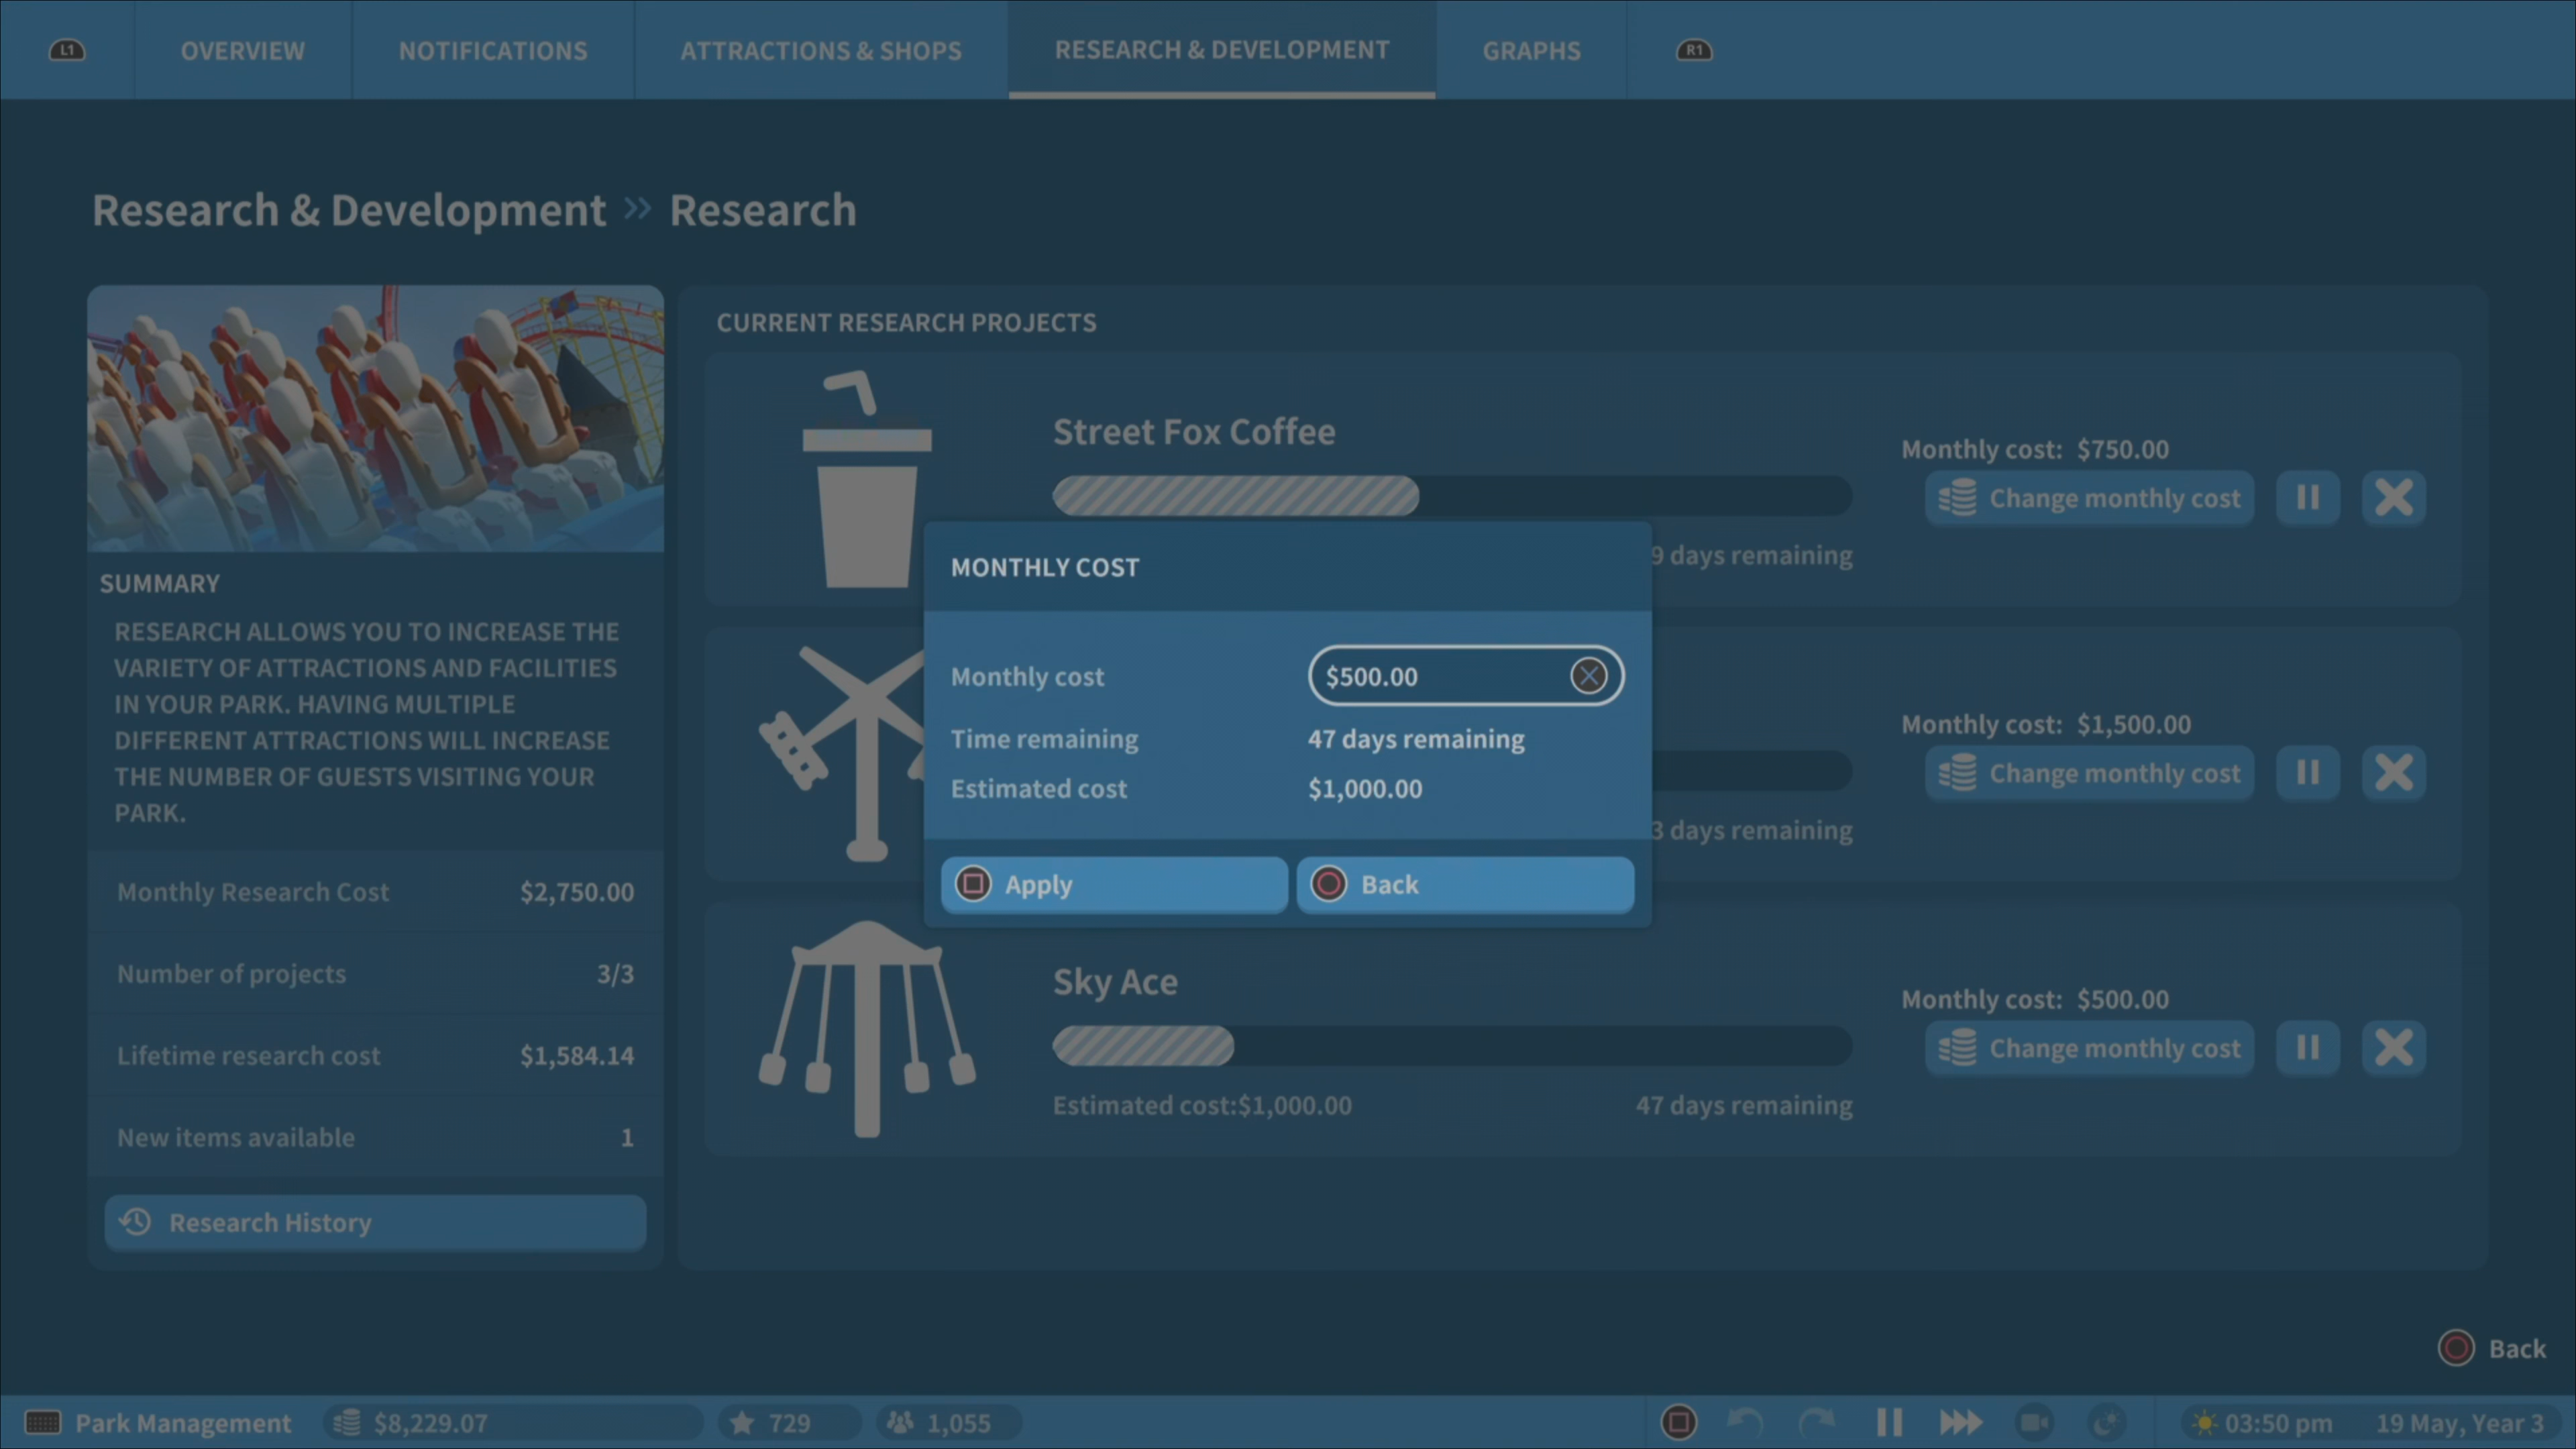 L1
OVERVIEW
NOTIFICATIONS
ATTRACTIONS & SHOPS
RESEARCH & DEVELOPMENT
GRAPHS
R1
Research & Development » Research
SUMMARY
RESEARCH ALLOWS YOU TO INCREASE THE
VARIETY OF ATTRACTIONS AND FACILITIES
IN YOUR PARK. HAVING MULTIPLE
DIFFERENT ATTRACTIONS WILL INCREASE
THE NUMBER OF GUESTS VISITING YOUR
PARK.
Monthly Research Cost $2,750.00
Number of projects 3/3
Lifetime research cost $1,584.14
New items available 1
Research History
CURRENT RESEARCH PROJECTS
Street Fox Coffee
9 days remaining
Monthly cost: $750.00
Change monthly cost
3 days remaining
Monthly cost: $1,500.00
Change monthly cost
Sky Ace
Estimated cost:$1,000.00
47 days remaining
Monthly cost: $500.00
Change monthly cost
MONTHLY COST
Monthly cost $500.00
Time remaining 47 days remaining
Estimated cost $1,000.00
Apply
Back
Back
Park Management
$8,229.07
729
1,055
03:50 pm
19 May, Year 3